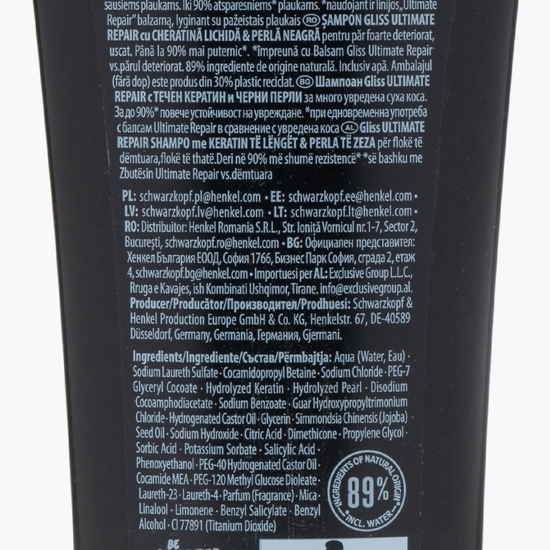 siausiems plaukams. Iki 90% atsparesniems* plaukams. *naudojant ir linijos „Ultimate
Repair" balzamą, lyginant su pažeistais plaukais RO ŞAMPON GLISS ULTIMATE
REPAIR cu CHERATINĂ LICHIDĂ & PERLĂ NEAGRĂ pentru păr foarte deteriorat,
uscat. Până la 90% mai puternic*. *împreună cu Balsam Gliss Ultimate Repair
vs.părul deteriorat. 89% ingrediente de origine naturală. Inclusiv apă. Ambalajul
(fără dop) este produs din 30% plastic reciclat. BG Шампоан Gliss ULTIMATE
REPAIR с ТЕЧЕН КЕРАТИН и ЧЕРНИ ПЕРЛИ за много увредена суха коса.
За до 90%* повече устойчивост на увреждане. *при едновременна употреба
с балсам Ultimate Repair в сравнение с увредена коса AL Gliss ULTIMATE
REPAIR SHAMPO me KERATIN TË LËNGËT & PERLA TË ZEZA për flokë të
dëmtuara,flokë të thatë.Deri në 90% më shumë rezistencë* *së bashku me
Zbutësin Ultimate Repair vs.dëmtuara
PL: schwarzkopf.pl@henkel.com • EE: schwarzkopf.ee@henkel.com •
LV: schwarzkopf.lv@henkel.com • LT: schwarzkopf.lt@henkel.com •
RO: Distribuitor: Henkel Romania S.R.L., Str. Ioniță Vornicul nr.1-7, Sector 2,
București, schwarzkopf.ro@henkel.com • BG: Официален представител:
Хенкел България ЕООД, София 1766, Бизнес Парк София, сграда 2, етаж
4, schwarzkopf.bg@henkel.com • Importuesi per AL: Exclusive Group L.L.C.,
Rruga e Kavajes, ish Kombinati Ushqimor, Tirane. info@exclusivegroup.al.
Producer/Producător/Производител/Prodhuesi: Schwarzkopf &
Henkel Production Europe GmbH & Co. KG, Henkelstr. 67, DE-40589
Düsseldorf, Germany, Germania, Германия, Gjermani.
Ingredients/Ingrediente/Състав/Përmbajtja: Aqua (Water, Eau) •
Sodium Laureth Sulfate • Cocamidopropyl Betaine • Sodium Chloride • PEG-7
Glyceryl Cocoate • Hydrolyzed Keratin • Hydrolyzed Pearl • Disodium
Cocoamphodiacetate • Sodium Benzoate • Guar Hydroxypropyltrimonium
Chloride • Hydrogenated Castor Oil • Glycerin • Simmondsia Chinensis (Jojoba)
Seed Oil • Sodium Hydroxide • Citric Acid • Dimethicone • Propylene Glycol •
Sorbic Acid • Potassium Sorbate • Salicylic Acid •
Phenoxyethanol • PEG-40 Hydrogenated Castor Oil •
Cocamide MEA • PEG-120 Methyl Glucose Dioleate •
Laureth-23 • Laureth-4 • Parfum (Fragrance) • Mica •
Linalool • Limonene • Benzyl Salicylate • Benzyl
Alcohol • CI 77891 (Titanium Dioxide)
INGREDIENTS OF NATURAL ORIGIN
89%*
*INCL. WATER
BE